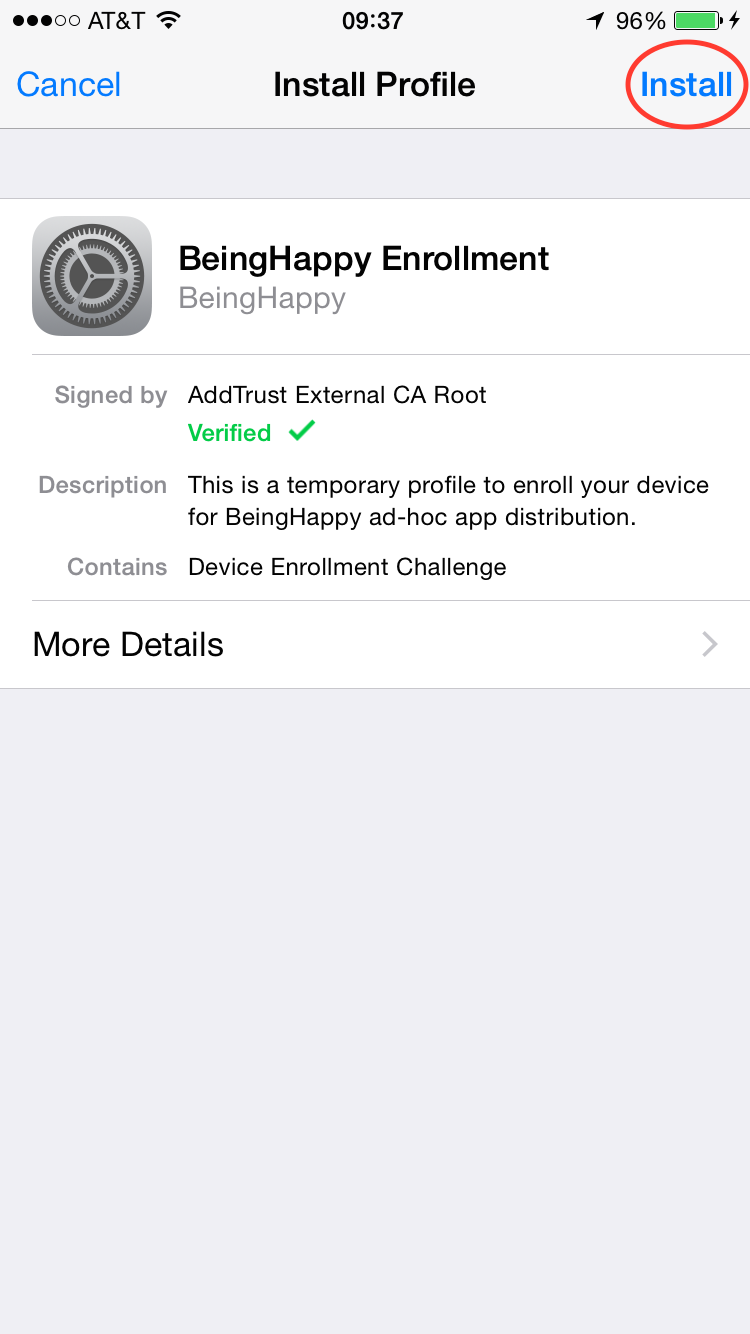 AT&T 09:37 96%
Cancel Install Profile Install
BeingHappy Enrollment
BeingHappy
Signed by AddTrust External CA Root
Verified
Description This is a temporary profile to enroll your device
for BeingHappy ad-hoc app distribution.
Contains Device Enrollment Challenge
More Details